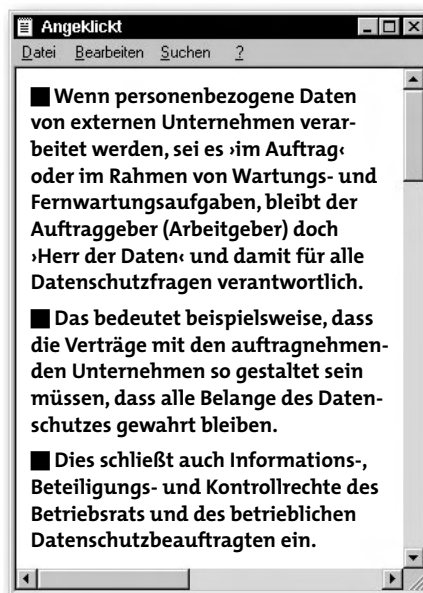 Angeklickt
Datei Bearbeiten Suchen ?
Wenn personenbezogene Daten
von externen Unternehmen verar-
beitet werden, sei es ›im Auftrag‹
oder im Rahmen von Wartungs- und
Fernwartungsaufgaben, bleibt der
Auftraggeber (Arbeitgeber) doch
›Herr der Daten‹ und damit für alle
Datenschutzfragen verantwortlich.
Das bedeutet beispielsweise, dass
die Verträge mit den auftragnehmen-
den Unternehmen so gestaltet sein
müssen, dass alle Belange des Daten-
schutzes gewahrt bleiben.
Dies schließt auch Informations-,
Beteiligungs- und Kontrollrechte des
Betriebsrats und des betrieblichen
Datenschutzbeauftragten ein.